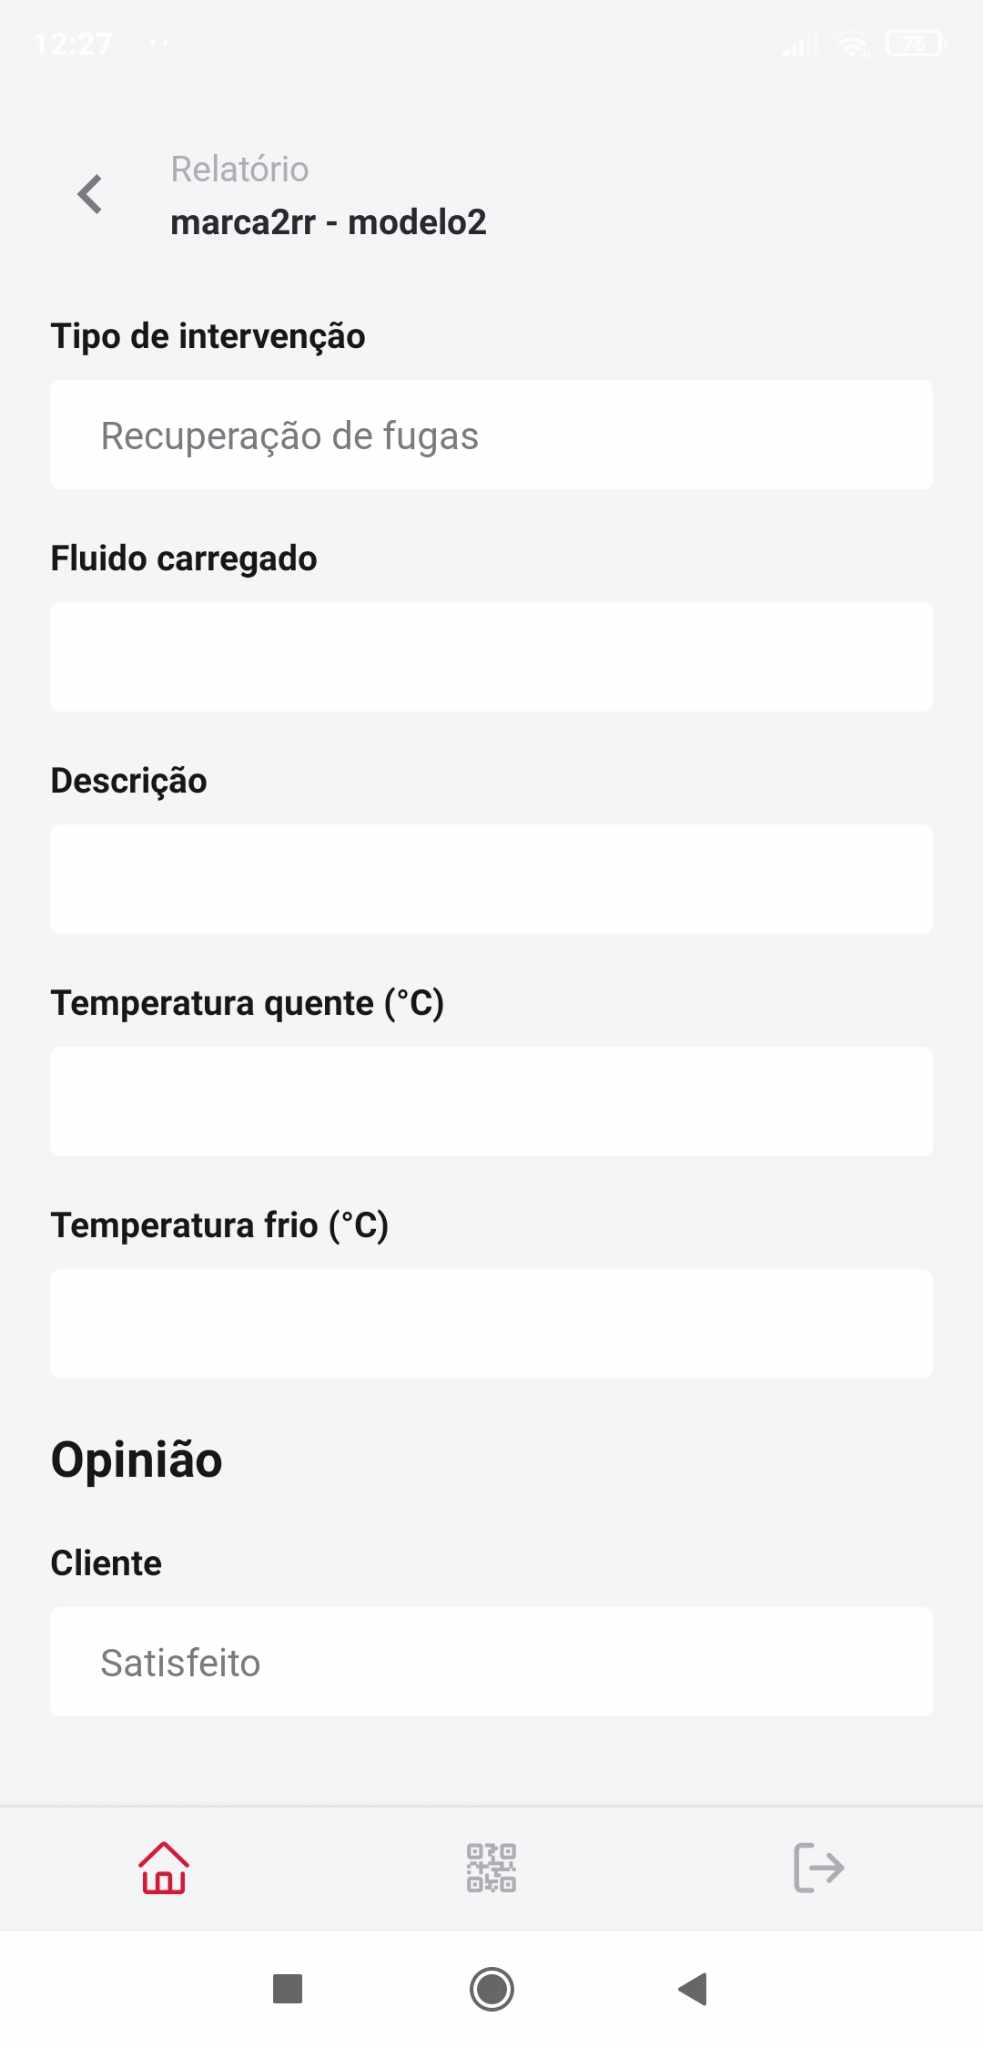 12:27
75
Relatório
marca2rr - modelo2
Tipo de intervenção
Recuperação de fugas
Fluido carregado
Descrição
Temperatura quente (°C)
Temperatura frio (°C)
Opinião
Cliente
Satisfeito